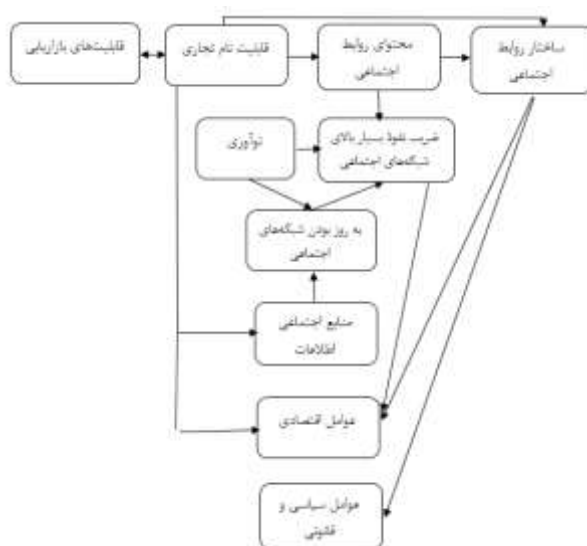 ساختار روابط
اجتماعی
محتوای روابط
اجتماعی
قابلیت نام تجاری
قابلیت‌های بازاریابی
ضریب نفوذ بسیار بالای
شبکه‌های اجتماعی
نوآوری
به روز بودن شبکه‌های
اجتماعی
منابع اجتماعی
اطلاعات
عوامل اقتصادی
عوامل سیاسی و
قانونی